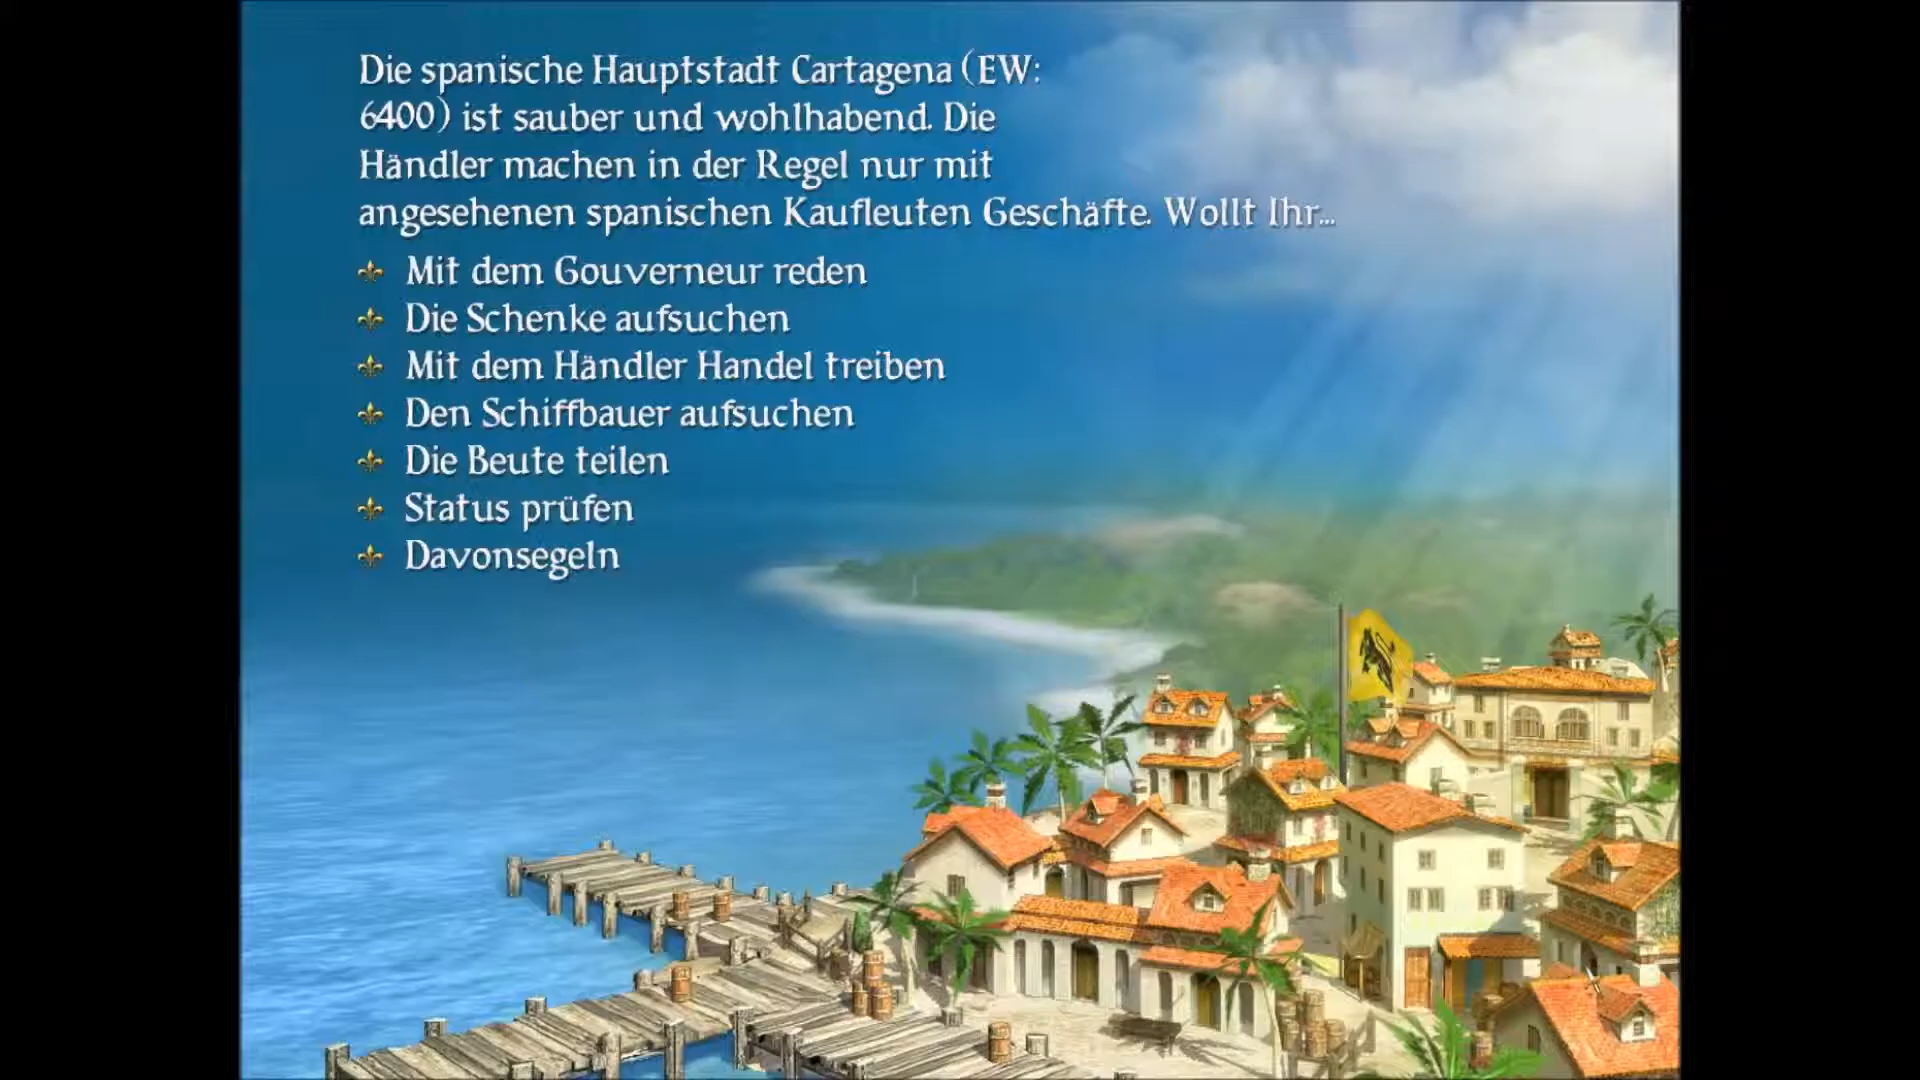 Die spanische Hauptstadt Cartagena (EW:
6400) ist sauber und wohlhabend. Die
Händler machen in der Regel nur mit
angesehenen spanischen Kaufleuten Geschäfte. Wollt Ihr...
Mit dem Gouverneur reden
Die Schenke aufsuchen
Mit dem Händler Handel treiben
Den Schiffbauer aufsuchen
Die Beute teilen
Status prüfen
Davonsegeln